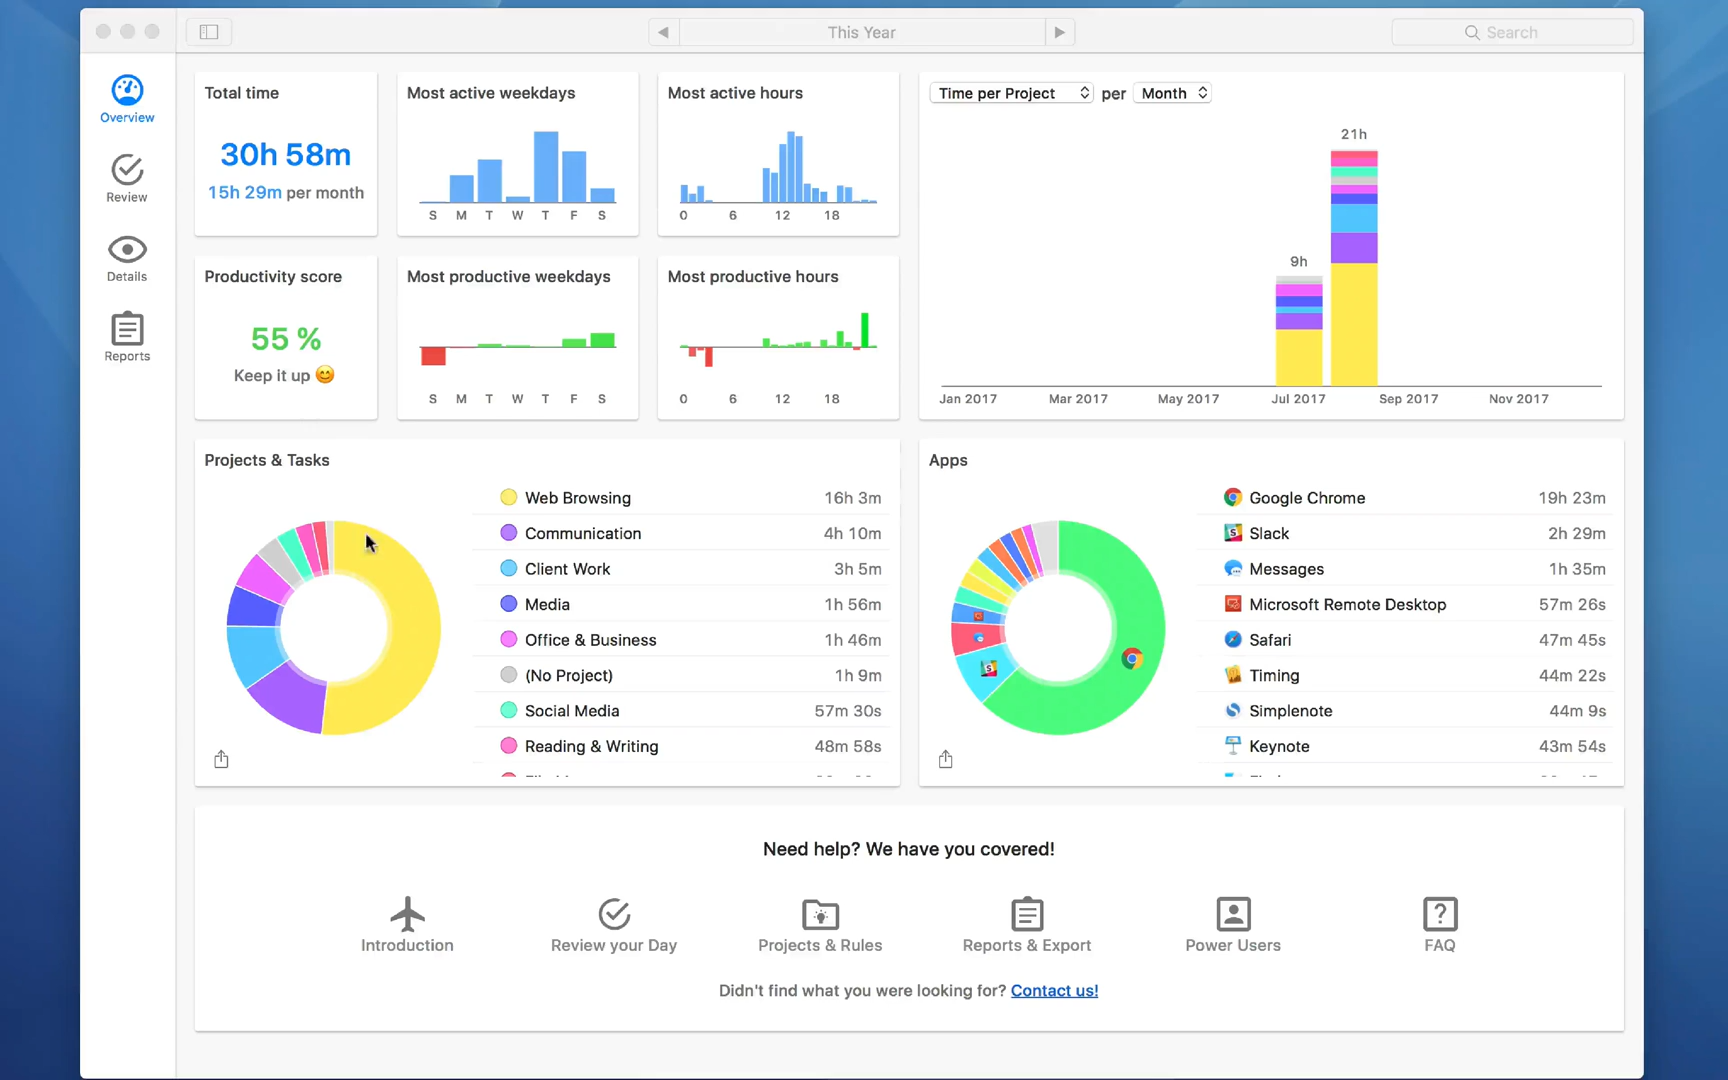 This Year
Search
Overview
Review
Details
Reports
Total time
30h 58m
15h 29m per month
Most active weekdays
S M T W T F S
Most active hours
0 6 12 18
Time per Project per Month
21h
9h
Jan 2017 Mar 2017 May 2017 Jul 2017 Sep 2017 Nov 2017
Productivity score
55 %
Keep it up 😊
Most productive weekdays
S M T W T F S
Most productive hours
0 6 12 18
Projects & Tasks
Web Browsing 16h 3m
Communication 4h 10m
Client Work 3h 5m
Media 1h 56m
Office & Business 1h 46m
(No Project) 1h 9m
Social Media 57m 30s
Reading & Writing 48m 58s
Apps
Google Chrome 19h 23m
Slack 2h 29m
Messages 1h 35m
Microsoft Remote Desktop 57m 26s
Safari 47m 45s
Timing 44m 22s
Simplenote 44m 9s
Keynote 43m 54s
Need help? We have you covered!
Introduction
Review your Day
Projects & Rules
Reports & Export
Power Users
FAQ
Didn't find what you were looking for? Contact us!